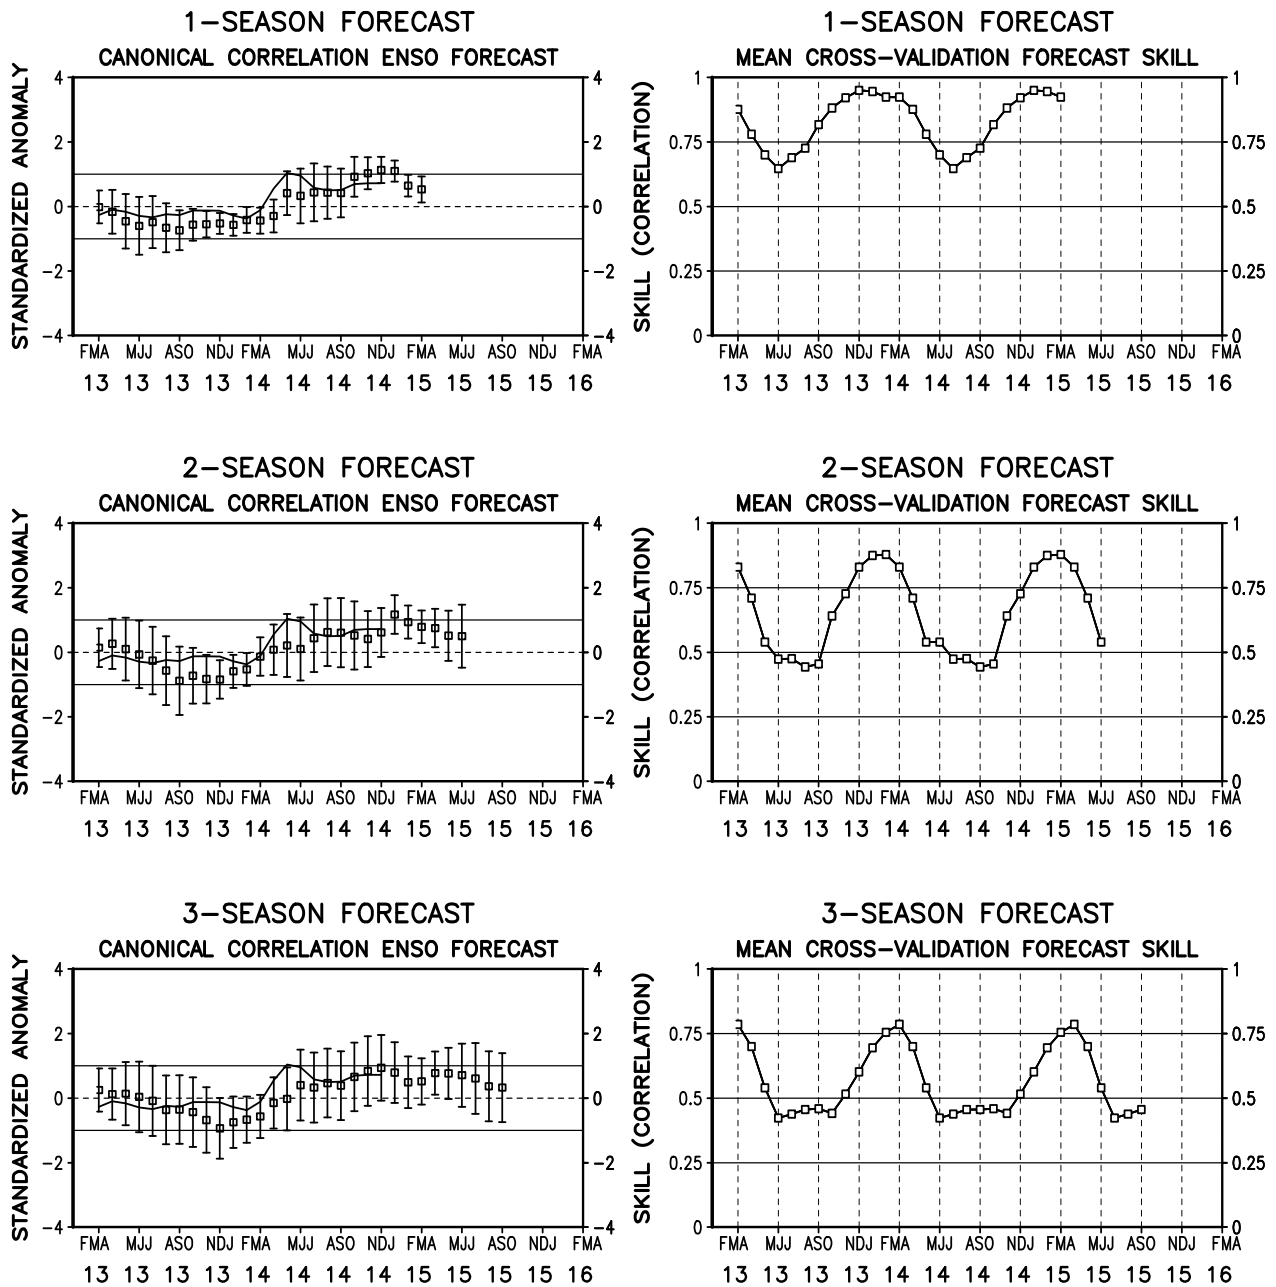 1-SEASON FORECAST
CANONICAL CORRELATION ENSO FORECAST
STANDARDIZED ANOMALY
4 4
2 2
0 0
-2 -2
-4 -4
FMA MJJ ASO NDJ FMA MJJ ASO NDJ FMA MJJ ASO NDJ FMA
13 13 13 13 14 14 14 14 15 15 15 15 16
1-SEASON FORECAST
MEAN CROSS-VALIDATION FORECAST SKILL
SKILL (CORRELATION)
1 1
0.75 0.75
0.5 0.5
0.25 0.25
0 0
FMA MJJ ASO NDJ FMA MJJ ASO NDJ FMA MJJ ASO NDJ FMA
13 13 13 13 14 14 14 14 15 15 15 15 16
2-SEASON FORECAST
CANONICAL CORRELATION ENSO FORECAST
STANDARDIZED ANOMALY
4 4
2 2
0 0
-2 -2
-4 -4
FMA MJJ ASO NDJ FMA MJJ ASO NDJ FMA MJJ ASO NDJ FMA
13 13 13 13 14 14 14 14 15 15 15 15 16
2-SEASON FORECAST
MEAN CROSS-VALIDATION FORECAST SKILL
SKILL (CORRELATION)
1 1
0.75 0.75
0.5 0.5
0.25 0.25
0 0
FMA MJJ ASO NDJ FMA MJJ ASO NDJ FMA MJJ ASO NDJ FMA
13 13 13 13 14 14 14 14 15 15 15 15 16
3-SEASON FORECAST
CANONICAL CORRELATION ENSO FORECAST
STANDARDIZED ANOMALY
4 4
2 2
0 0
-2 -2
-4 -4
FMA MJJ ASO NDJ FMA MJJ ASO NDJ FMA MJJ ASO NDJ FMA
13 13 13 13 14 14 14 14 15 15 15 15 16
3-SEASON FORECAST
MEAN CROSS-VALIDATION FORECAST SKILL
SKILL (CORRELATION)
1 1
0.75 0.75
0.5 0.5
0.25 0.25
0 0
FMA MJJ ASO NDJ FMA MJJ ASO NDJ FMA MJJ ASO NDJ FMA
13 13 13 13 14 14 14 14 15 15 15 15 16